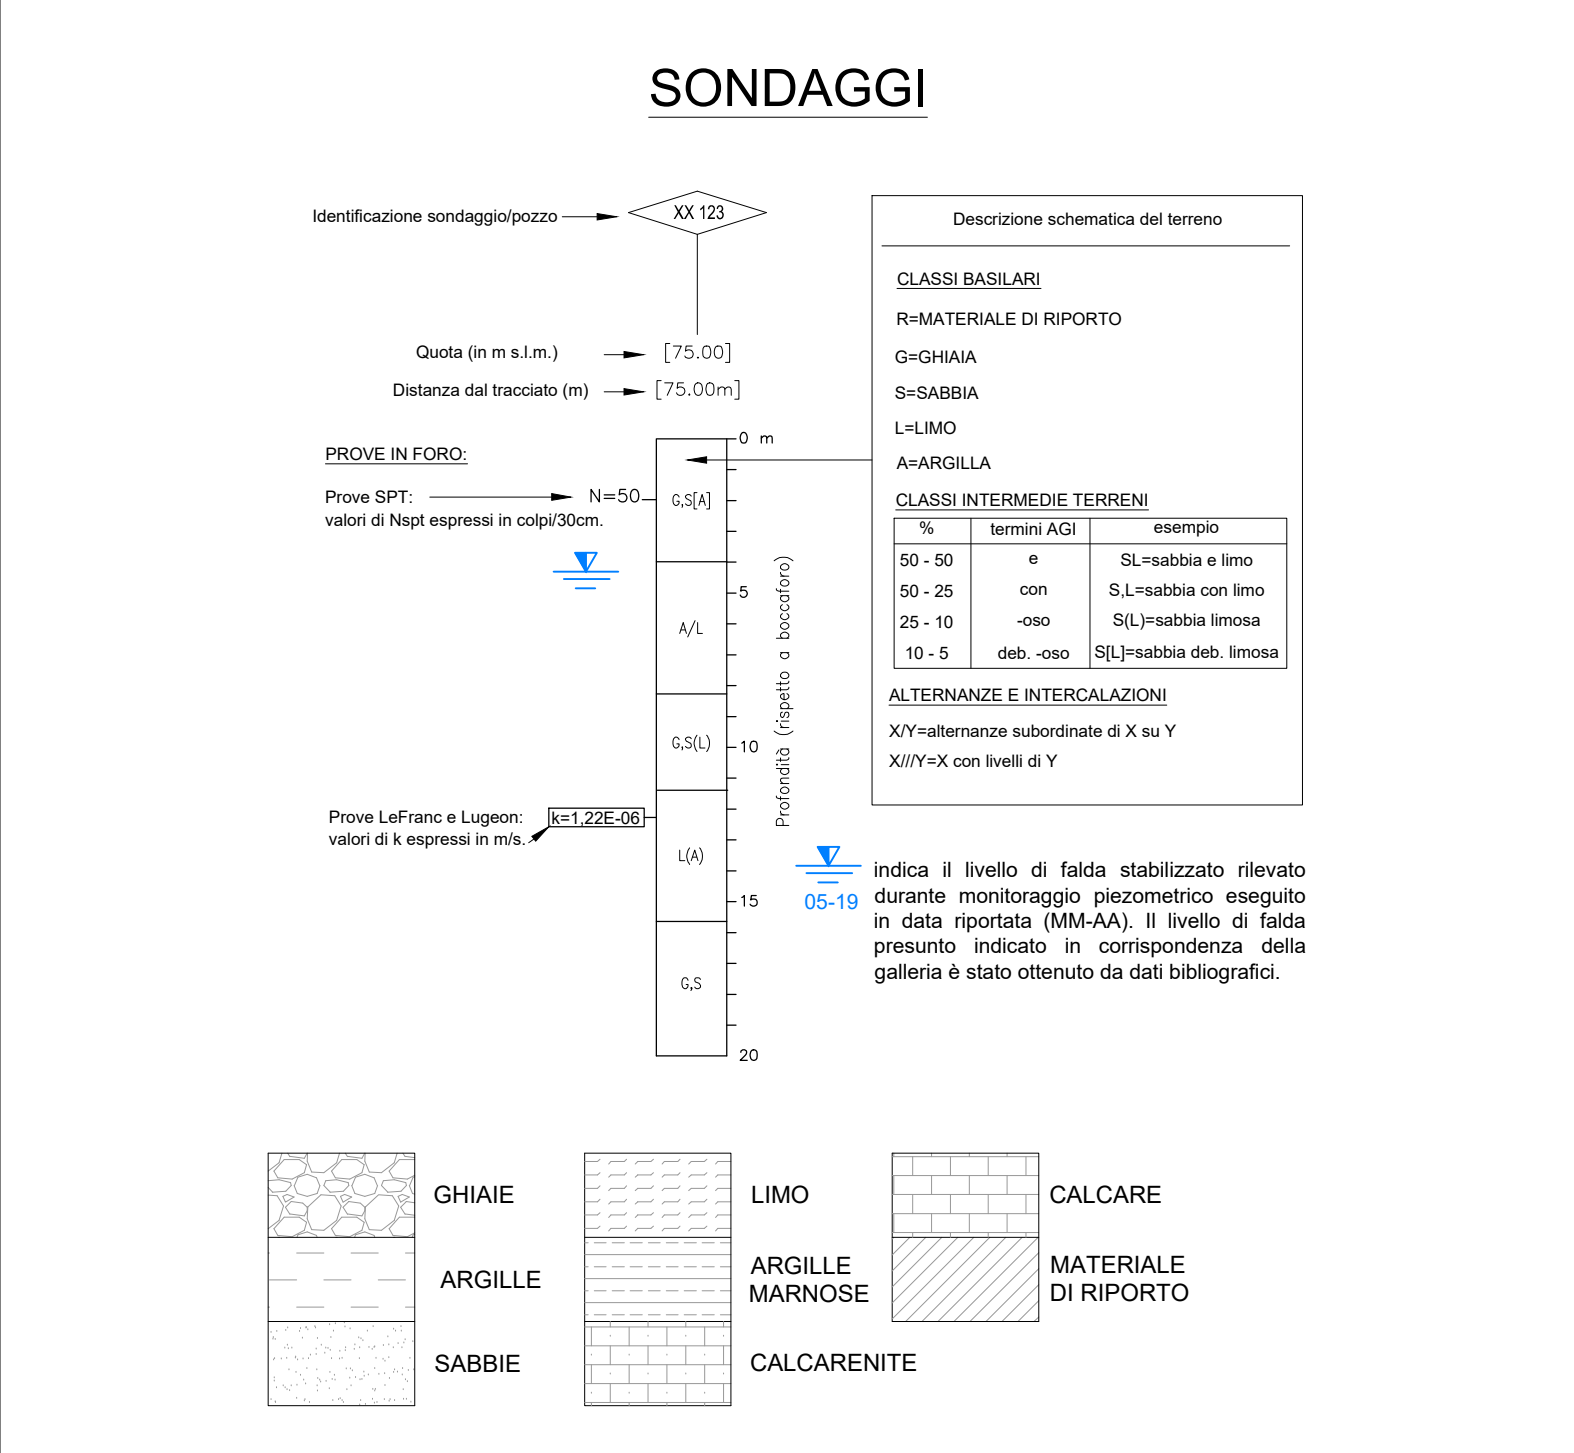 SONDAGGI
Identificazione sondaggio/pozzo
XX 123
Quota (in m s.l.m.)
[75.00]
Distanza dal tracciato (m)
[75.00m]
PROVE IN FORO:
Prove SPT:
valori di Nspt espressi in colpi/30cm.
N=50
0 m
5
10
15
20
G,S[A]
A/L
G,S(L)
L(A)
G,S
Profondità (rispetto a boccaforo)
Prove LeFranc e Lugeon:
valori di k espressi in m/s.
k=1,22E-06
Descrizione schematica del terreno
CLASSI BASILARI
R=MATERIALE DI RIPORTO
G=GHIAIA
S=SABBIA
L=LIMO
A=ARGILLA
CLASSI INTERMEDIE TERRENI
% termini AGI esempio
50 - 50 e SL=sabbia e limo
50 - 25 con S,L=sabbia con limo
25 - 10 -oso S(L)=sabbia limosa
10 - 5 deb. -oso S[L]=sabbia deb. limosa
ALTERNANZE E INTERCALAZIONI
X/Y=alternanze subordinate di X su Y
X///Y=X con livelli di Y
05-19
indica il livello di falda stabilizzato rilevato
durante monitoraggio piezometrico eseguito
in data riportata (MM-AA). Il livello di falda
presunto indicato in corrispondenza della
galleria è stato ottenuto da dati bibliografici.
GHIAIE
ARGILLE
SABBIE
LIMO
ARGILLE
MARNOSE
CALCARENITE
CALCARE
MATERIALE
DI RIPORTO